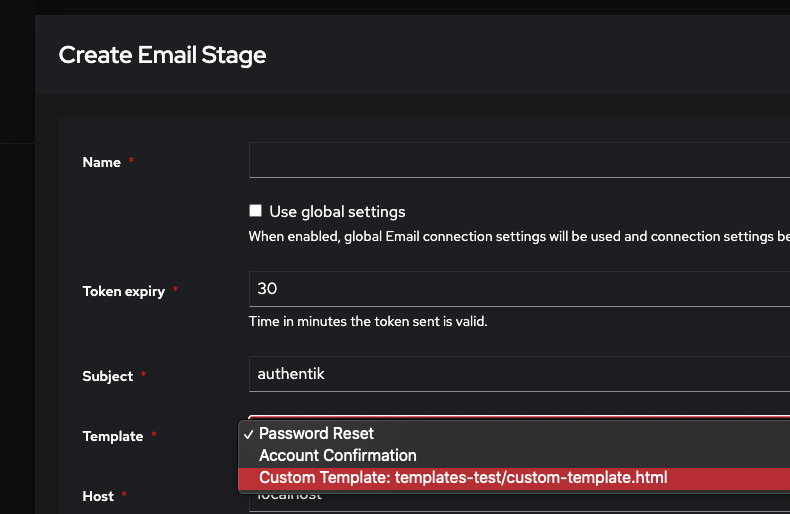 Create Email Stage
Name *
Use global settings
When enabled, global Email connection settings will be used and connection settings be
Token expiry *
30
Time in minutes the token sent is valid.
Subject *
authentik
Template *
✓ Password Reset
Account Confirmation
Custom Template: templates-test/custom-template.html
Host *
localhost